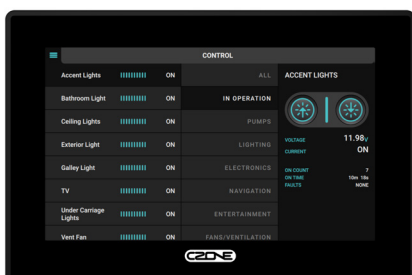 CONTROL
Accent Lights ON
Bathroom Light ON
Ceiling Lights ON
Exterior Light ON
Galley Light ON
TV ON
Under Carriage
Lights ON
Vent Fan ON
ALL
IN OPERATION
PUMPS
LIGHTING
ELECTRONICS
NAVIGATION
ENTERTAINMENT
FANS/VENTILATION
ACCENT LIGHTS
VOLTAGE 11.98V
CURRENT ON
ON COUNT 7
ON TIME 10m 18s
FAULTS NONE
CZONE